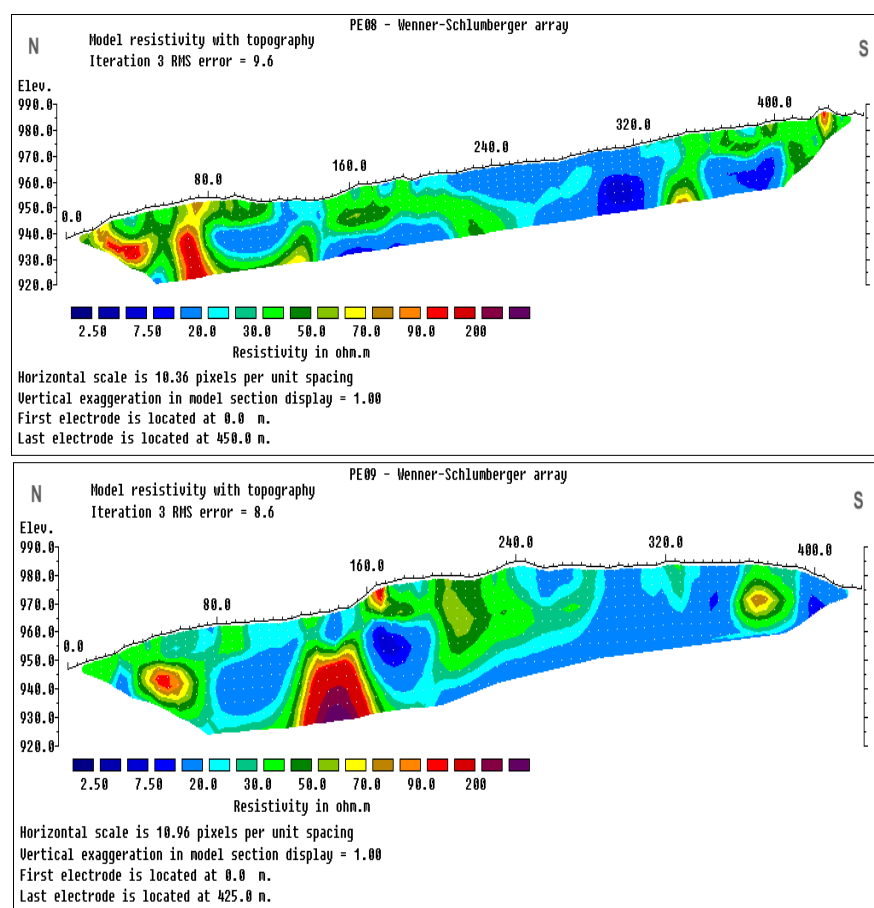 PE08 - Wenner-Schlumberger array
N
S
Model resistivity with topography
Iteration 3 RMS error = 9.6
Elev.
990.0
980.0
970.0
960.0
950.0
940.0
930.0
920.0
0.0
80.0
160.0
240.0
320.0
400.0
2.50 7.50 20.0 30.0 50.0 70.0 90.0 200
Resistivity in ohm.m
Horizontal scale is 10.36 pixels per unit spacing
Vertical exaggeration in model section display = 1.00
First electrode is located at 0.0 m.
Last electrode is located at 450.0 m.
PE09 - Wenner-Schlumberger array
N
S
Model resistivity with topography
Iteration 3 RMS error = 8.6
Elev.
990.0
980.0
970.0
960.0
950.0
940.0
930.0
920.0
0.0
80.0
160.0
240.0
320.0
400.0
2.50 7.50 20.0 30.0 50.0 70.0 90.0 200
Resistivity in ohm.m
Horizontal scale is 10.96 pixels per unit spacing
Vertical exaggeration in model section display = 1.00
First electrode is located at 0.0 m.
Last electrode is located at 425.0 m.